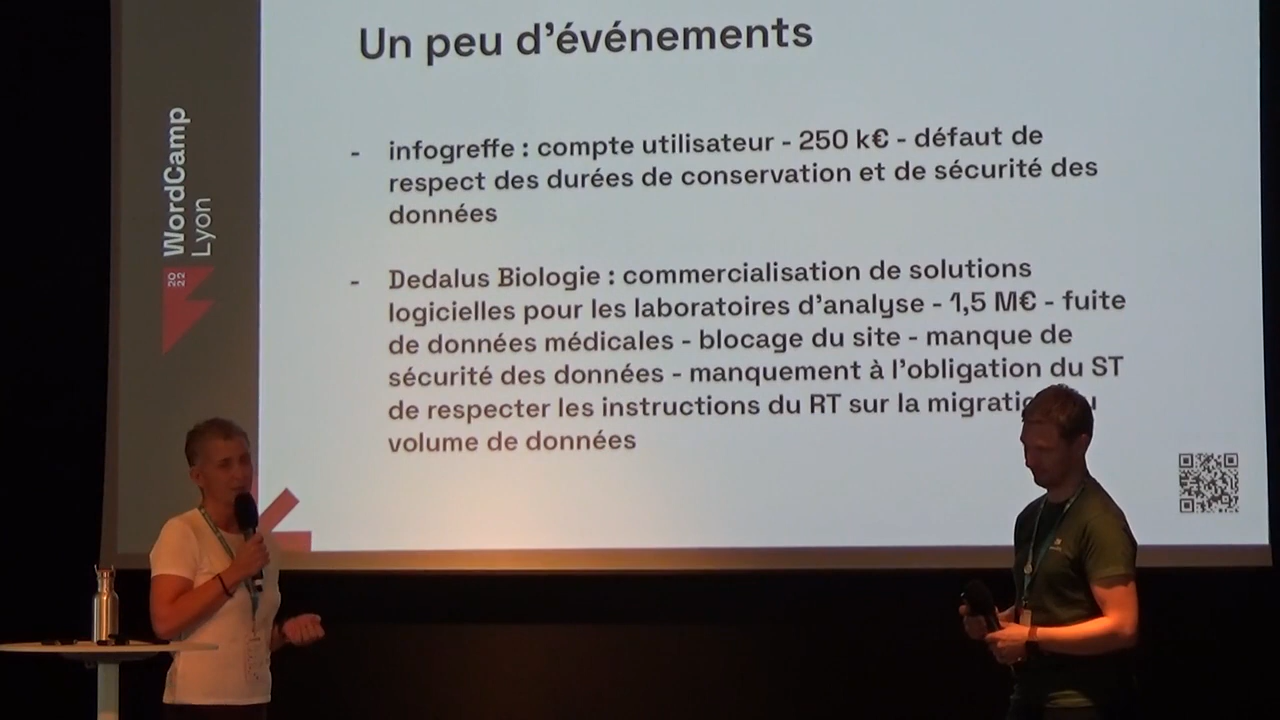 Un peu d'événements
- infogreffe : compte utilisateur - 250 k€ - défaut de
respect des durées de conservation et de sécurité des
données
- Dedalus Biologie : commercialisation de solutions
logicielles pour les laboratoires d'analyse - 1,5 M€ - fuite
de données médicales - blocage du site - manque de
sécurité des données - manquement à l'obligation du ST
de respecter les instructions du RT sur la
volume de données
WordCamp
Lyon
20
22